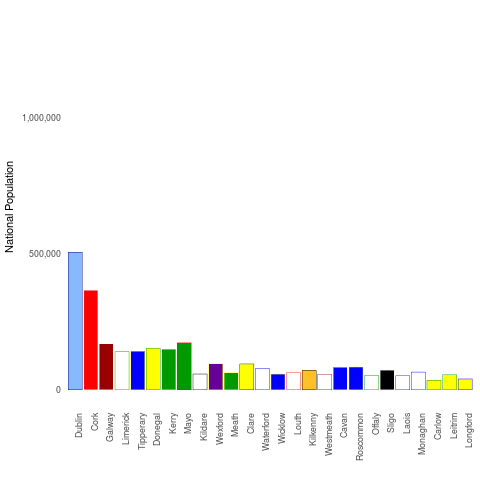 National Population
1,000,000
500,000
0
Dublin
Cork
Galway
Limerick
Tipperary
Donegal
Kerry
Mayo
Kildare
Wexford
Meath
Clare
Waterford
Wicklow
Louth
Kilkenny
Westmeath
Cavan
Roscommon
Offaly
Sligo
Laois
Monaghan
Carlow
Leitrim
Longford